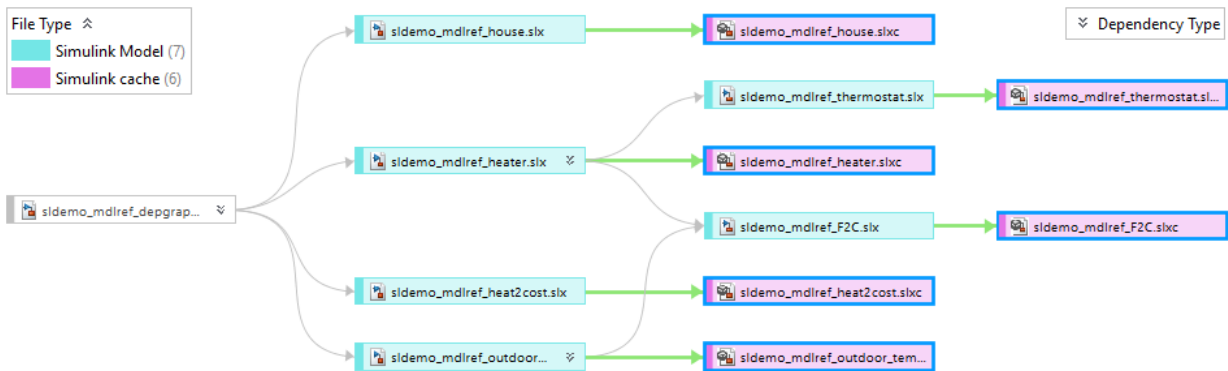 File Type
Simulink Model (7)
Simulink cache (6)
Dependency Type
sldemo_mdlref_house.slx
sldemo_mdlref_house.slxc
sldemo_mdlref_thermostat.slx
sldemo_mdlref_thermostat.sl...
sldemo_mdlref_heater.slx
sldemo_mdlref_heater.slxc
sldemo_mdlref_depgrap...
sldemo_mdlref_F2C.slx
sldemo_mdlref_F2C.slxc
sldemo_mdlref_heat2cost.slx
sldemo_mdlref_heat2cost.slxc
sldemo_mdlref_outdoor...
sldemo_mdlref_outdoor_tem...